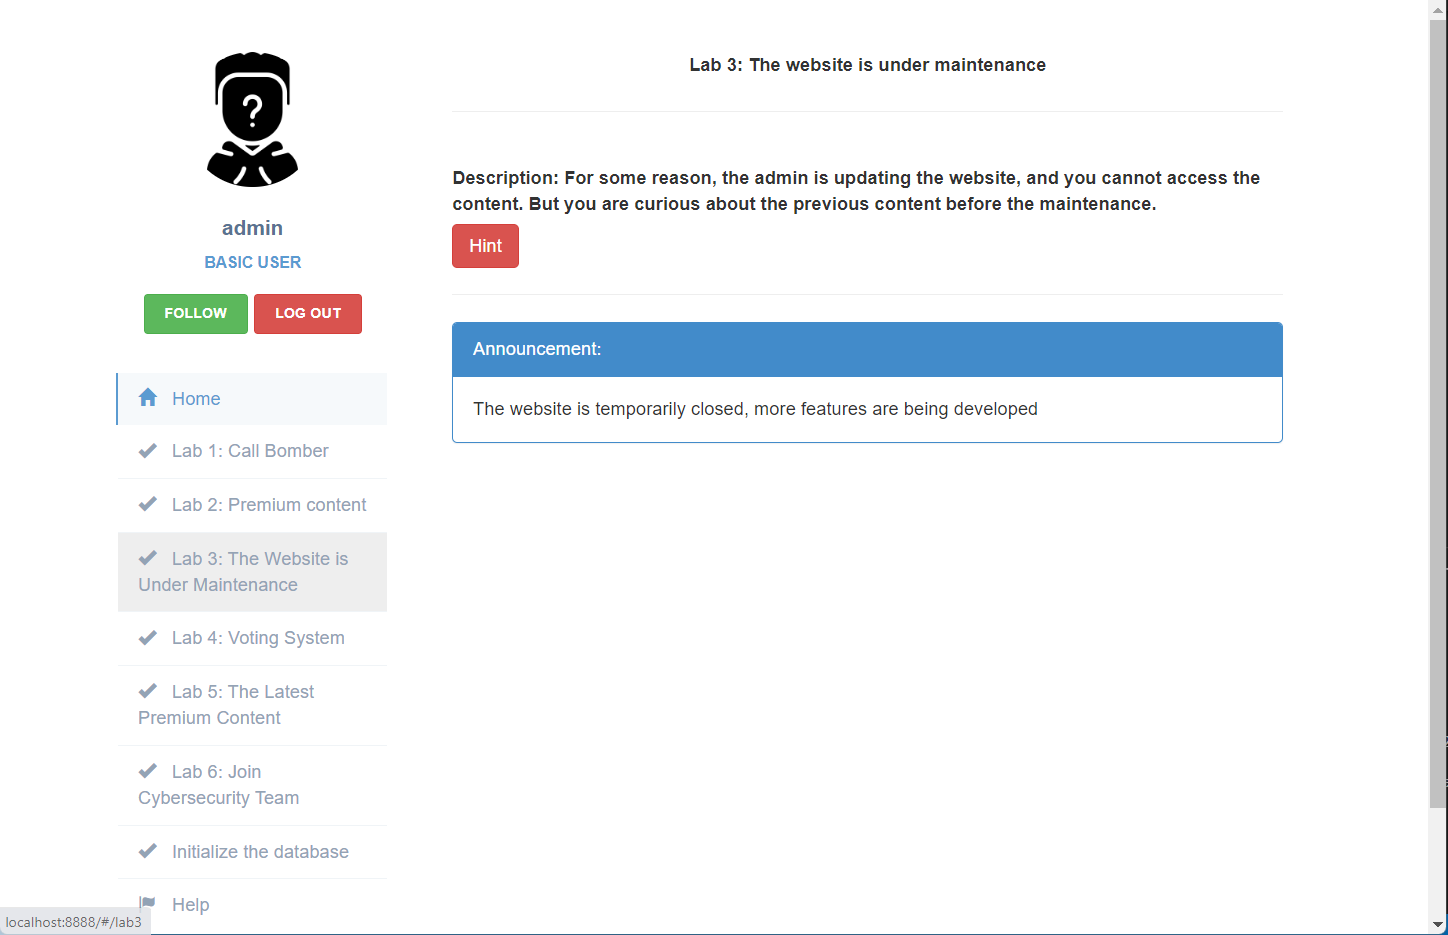 ?
admin
BASIC USER
FOLLOW
LOG OUT
Home
Lab 1: Call Bomber
Lab 2: Premium content
Lab 3: The Website is
Under Maintenance
Lab 4: Voting System
Lab 5: The Latest
Premium Content
Lab 6: Join
Cybersecurity Team
Initialize the database
Help
Lab 3: The website is under maintenance
Description: For some reason, the admin is updating the website, and you cannot access the
content. But you are curious about the previous content before the maintenance.
Hint
Announcement:
The website is temporarily closed, more features are being developed
localhost:8888/#/lab3